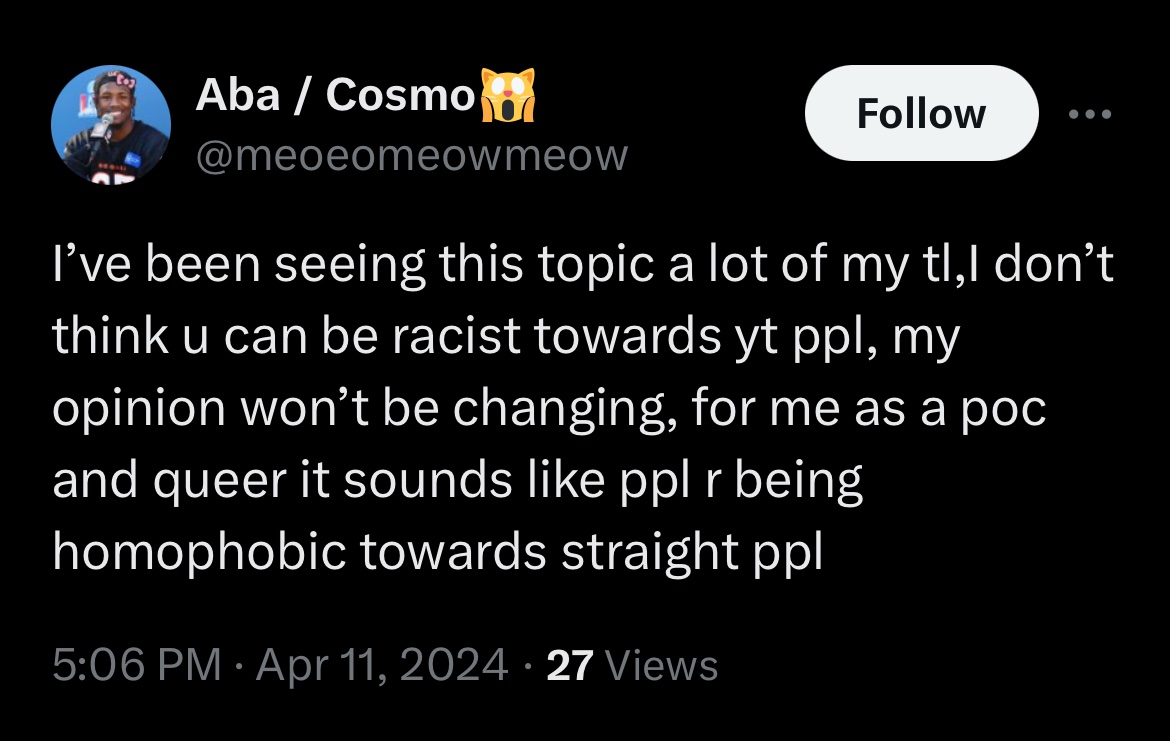 Aba / Cosmo🙀
@meoeomeowmeow
Follow
I’ve been seeing this topic a lot of my tl,I don’t
think u can be racist towards yt ppl, my
opinion won’t be changing, for me as a poc
and queer it sounds like ppl r being
homophobic towards straight ppl
5:06 PM · Apr 11, 2024 · 27 Views